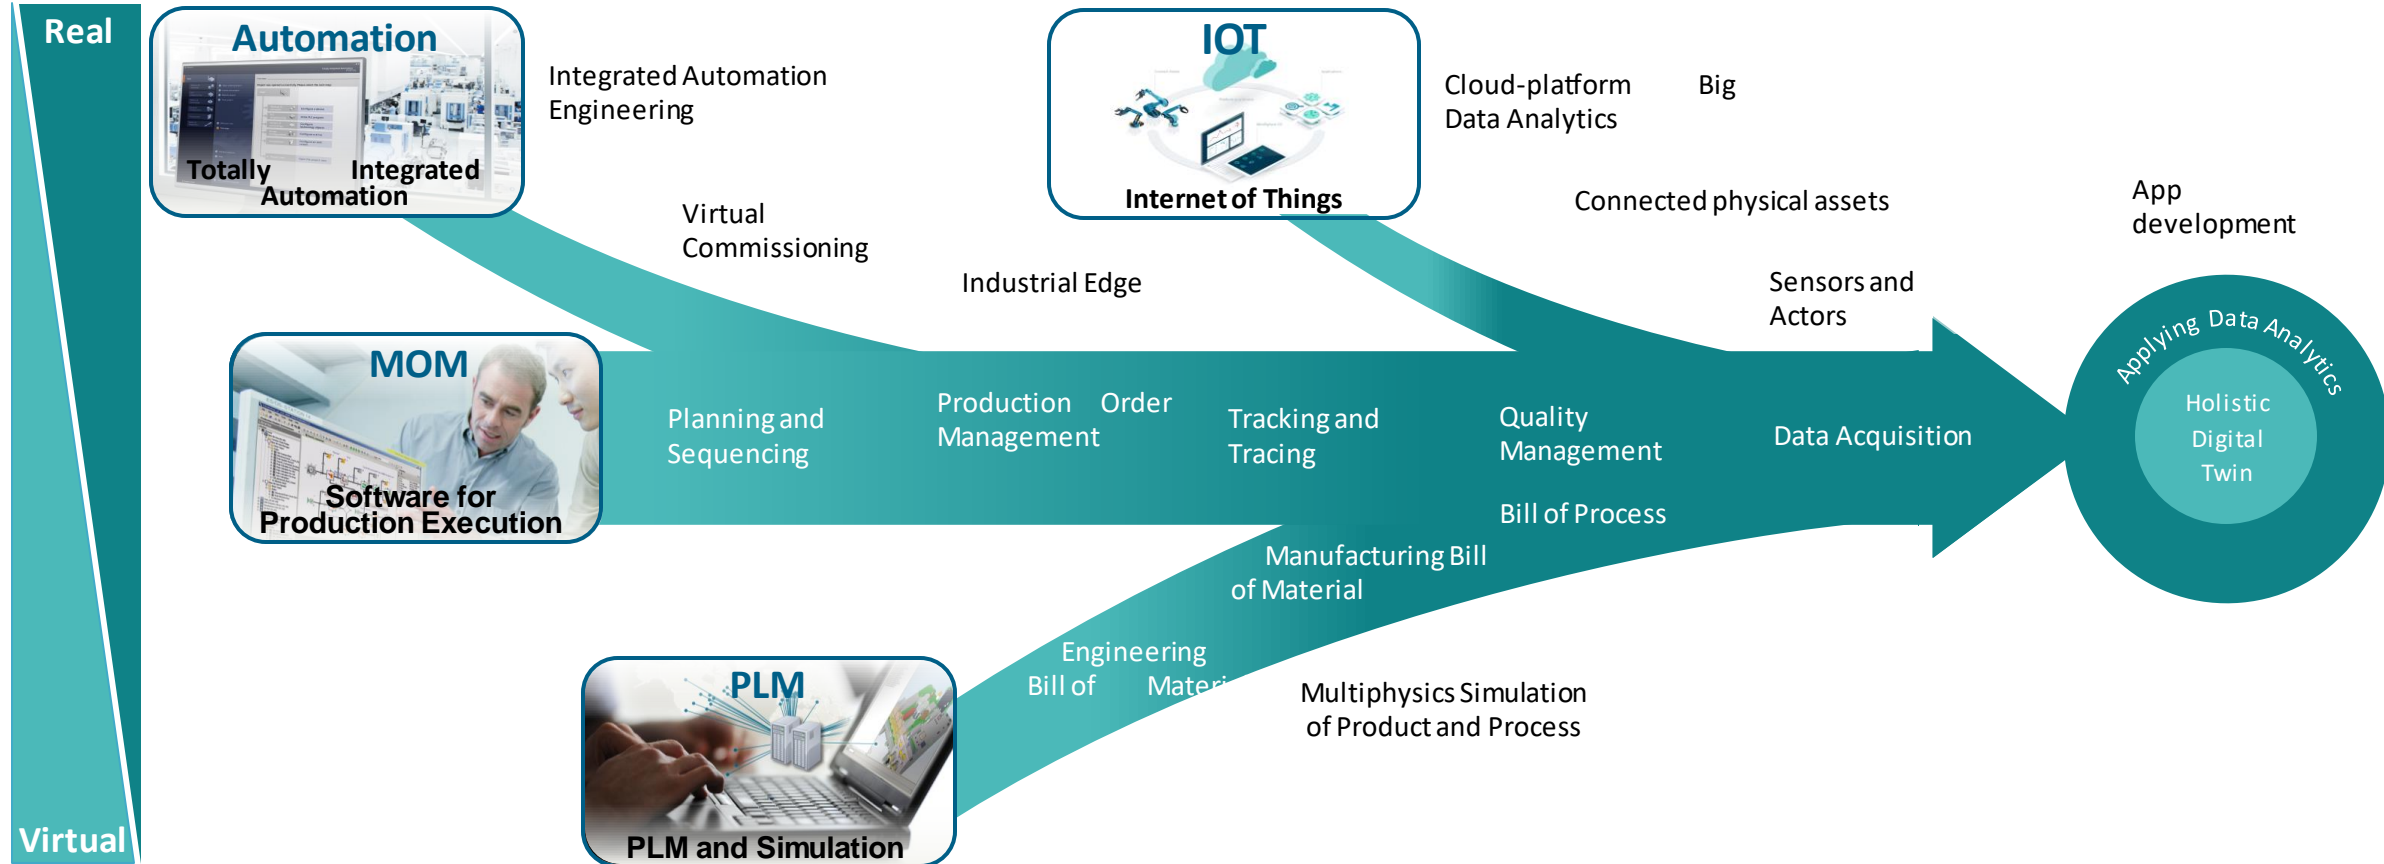 Real
Automation
Totally Integrated
Automation
Integrated Automation
Engineering
Virtual
Commissioning
Industrial Edge
IOT
Internet of Things
Cloud-platform Big
Data Analytics
Connected physical assets
Sensors and
Actors
App
development
MOM
Software for
Production Execution
Planning and
Sequencing
Production Order
Management
Tracking and
Tracing
Quality
Management
Bill of Process
Data Acquisition
Applying Data Analytics
Holistic
Digital
Twin
Manufacturing Bill
of Material
Engineering
Bill of Materi
Multiphysics Simulation
of Product and Process
PLM
PLM and Simulation
Virtual